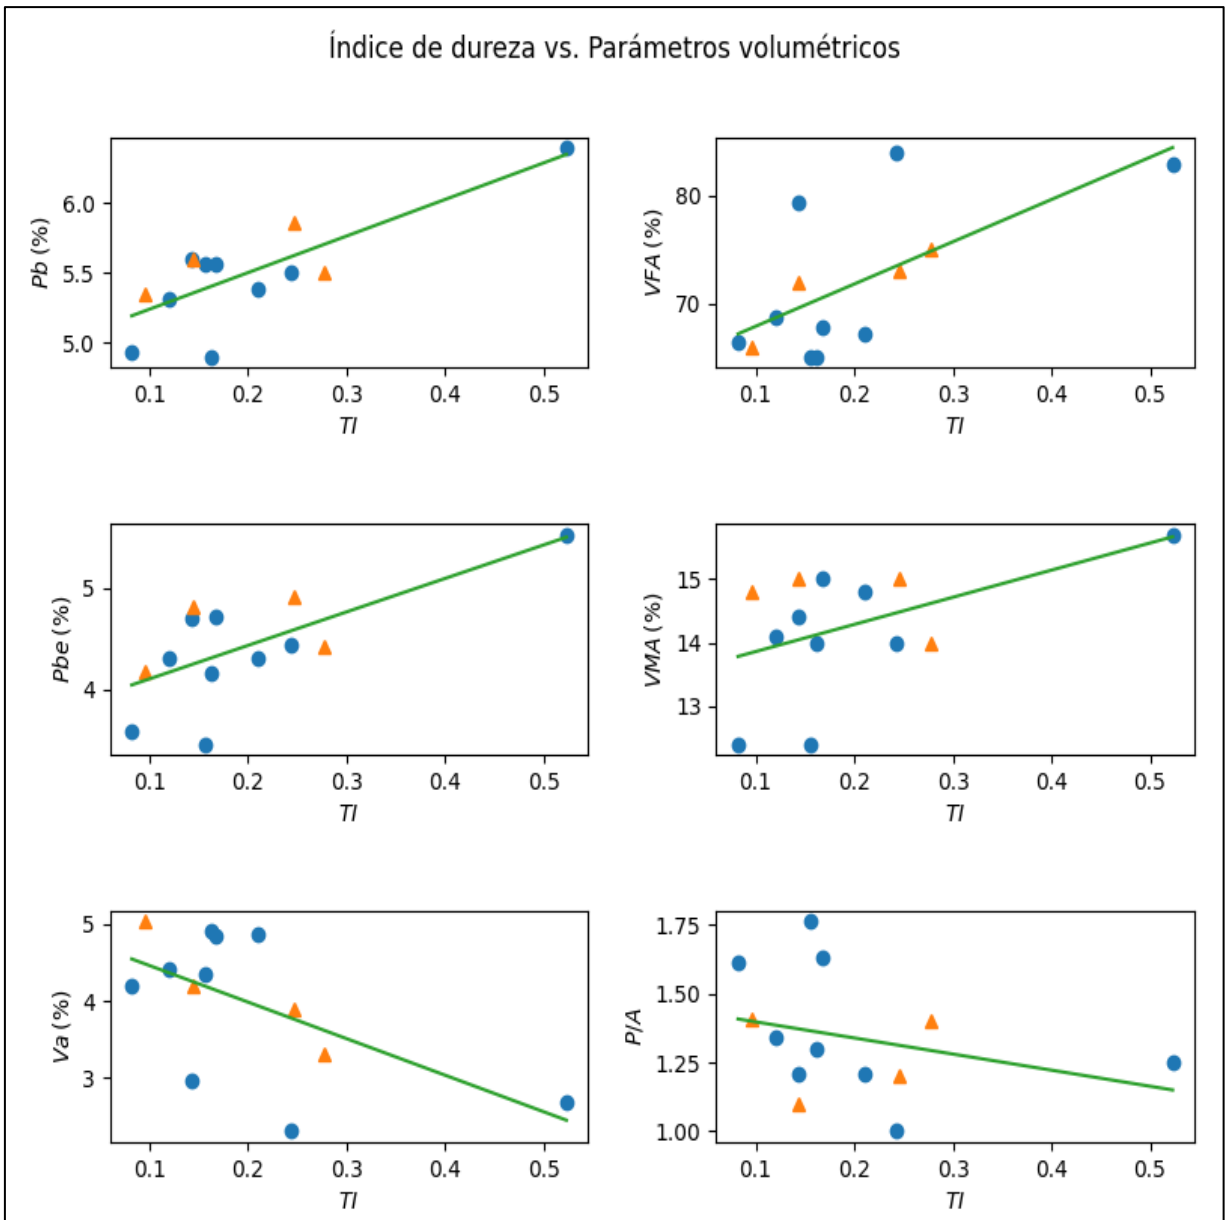 Índice de dureza vs. Parámetros volumétricos
Pb (%)
6.0
5.5
5.0
0.1 0.2 0.3 0.4 0.5
TI
VFA (%)
80
70
0.1 0.2 0.3 0.4 0.5
TI
Pbe (%)
5
4
0.1 0.2 0.3 0.4 0.5
TI
VMA (%)
15
14
13
0.1 0.2 0.3 0.4 0.5
TI
Va (%)
5
4
3
0.1 0.2 0.3 0.4 0.5
TI
P/A
1.75
1.50
1.25
1.00
0.1 0.2 0.3 0.4 0.5
TI